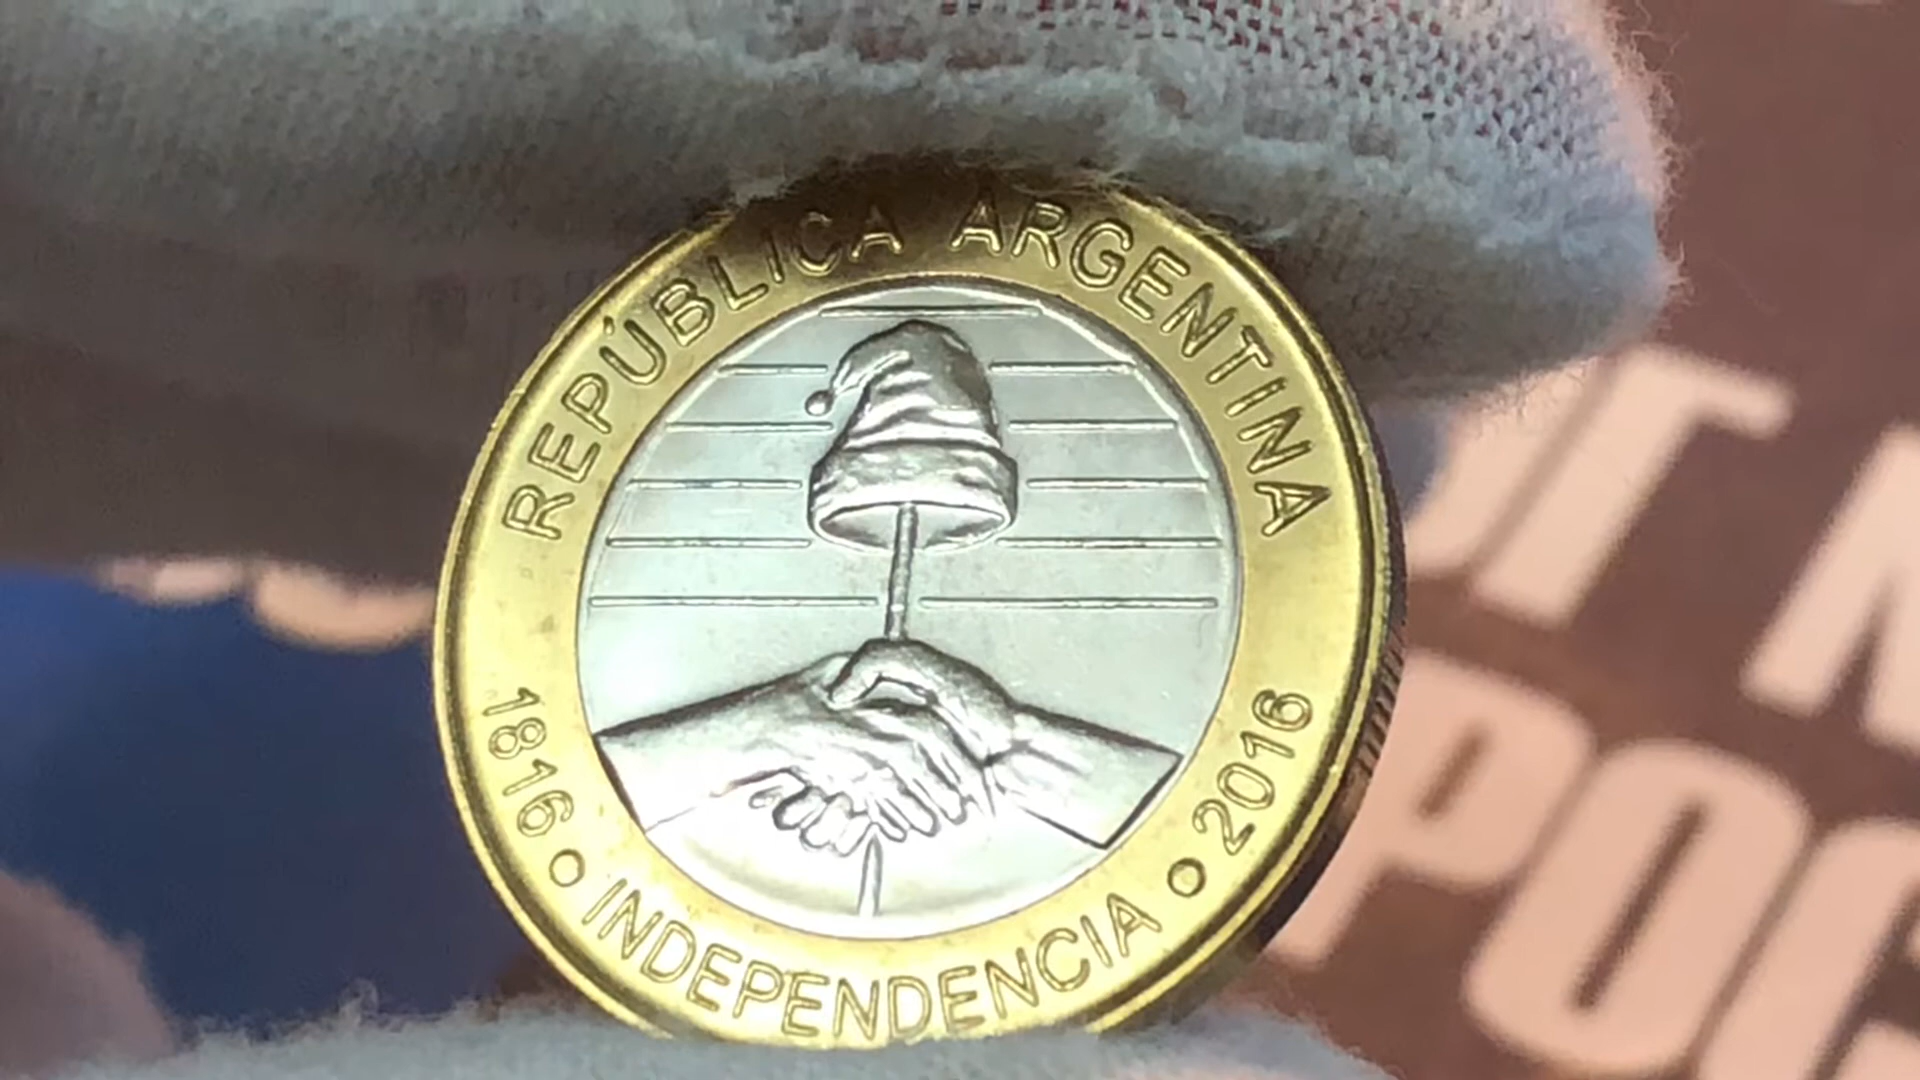 REPÚBLICA ARGENTINA
1816 • INDEPENDENCIA • 2016